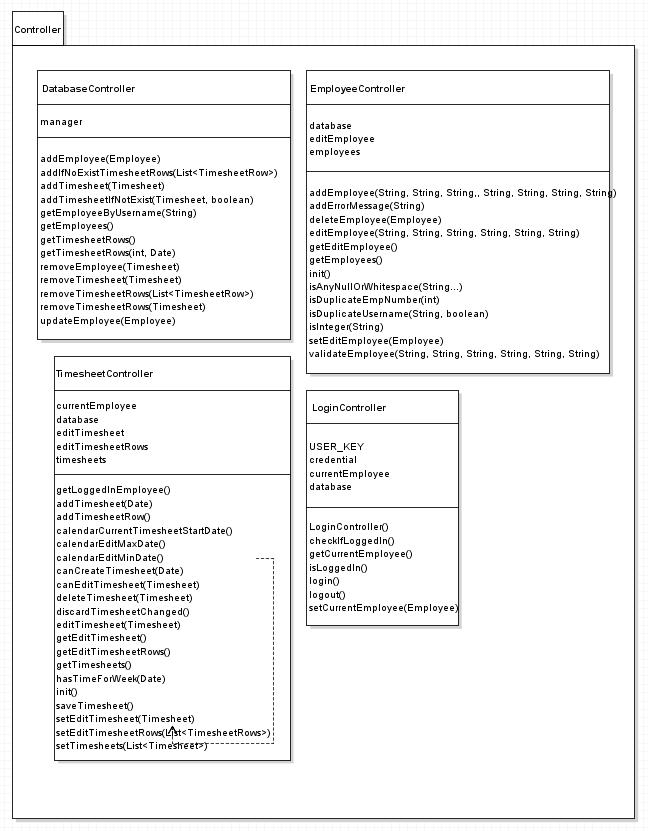 Controller
DatabaseController
manager
addEmployee(Employee)
addIfNoExistTimesheetRows(List<TimesheetRow>)
addTimesheet(Timesheet)
addTimesheetIfNotExist(Timesheet, boolean)
getEmployeeByUsername(String)
getEmployees()
getTimesheetRows()
getTimesheetRows(int, Date)
removeEmployee(Timesheet)
removeTimesheet(Timesheet)
removeTimesheetRows(List<TimesheetRow>)
removeTimesheetRows(Timesheet)
updateEmployee(Employee)
EmployeeController
database
editEmployee
employees
addEmployee(String, String, String,, String, String, String, String)
addErrorMessage(String)
deleteEmployee(Employee)
editEmployee(String, String, String, String, String, String)
getEditEmployee()
getEmployees()
init()
isAnyNullOrWhitespace(String...)
isDuplicateEmpNumber(int)
isDuplicateUsername(String, boolean)
isInteger(String)
setEditEmployee(Employee)
validateEmployee(String, String, String, String, String, String)
TimesheetController
currentEmployee
database
editTimesheet
editTimesheetRows
timesheets
getLoggedInEmployee()
addTimesheet(Date)
addTimesheetRow()
calendarCurrentTimesheetStartDate()
calendarEditMaxDate()
calendarEditMinDate()
canCreateTimesheet(Date)
canEditTimesheet(Timesheet)
deleteTimesheet(Timesheet)
discardTimesheetChanged()
editTimesheet(Timesheet)
getEditTimesheet()
getEditTimesheetRows()
getTimesheets()
hasTimeForWeek(Date)
init()
saveTimesheet()
setEditTimesheet(Timesheet)
setEditTimesheetRows(List<TimesheetRows>)
setTimesheets(List<Timesheet>)
LoginController
USER_KEY
credential
currentEmployee
database
LoginController()
checkIfLoggedIn()
getCurrentEmployee()
isLoggedIn()
login()
logout()
setCurrentEmployee(Employee)